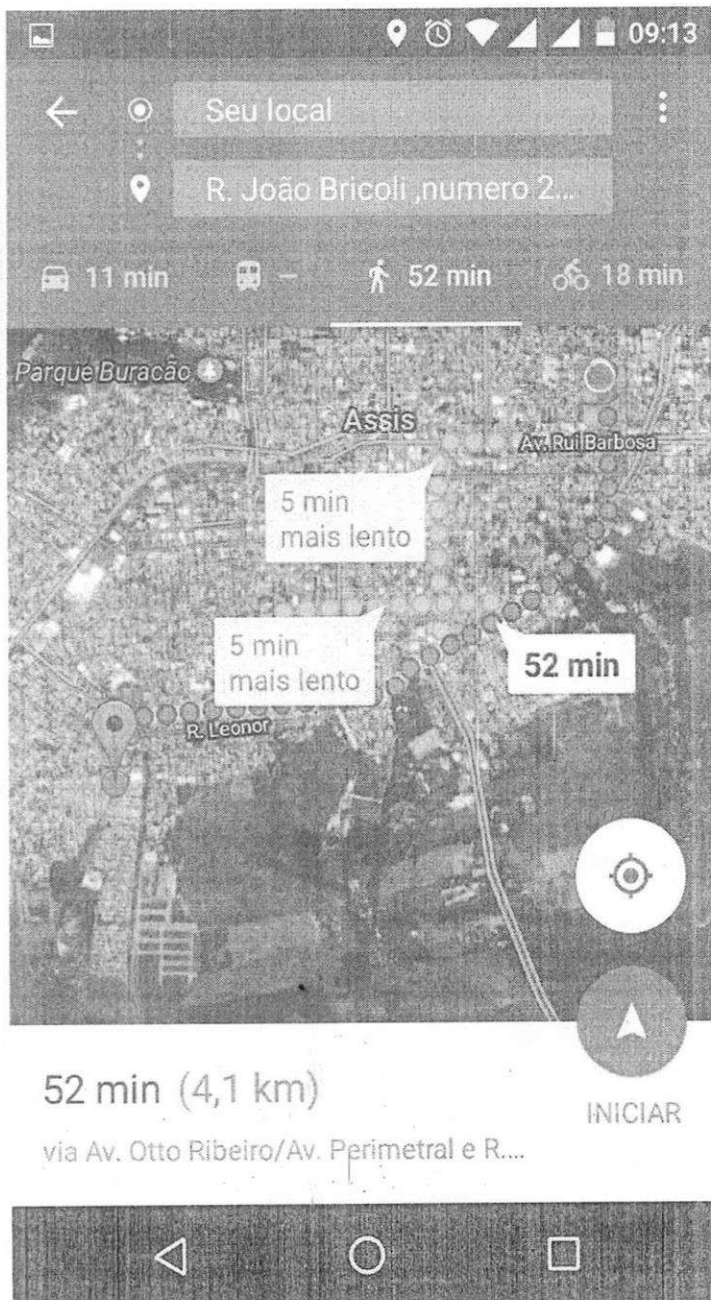 09:13
Seu local
R. João Bricoli ,numero 2...
11 min
–
52 min
18 min
Parque Buracão
Assis
Av. Rui Barbosa
5 min
mais lento
5 min
mais lento
52 min
R. Leonor
52 min (4,1 km)
INICIAR
via Av. Otto Ribeiro/Av. Perimetral e R....